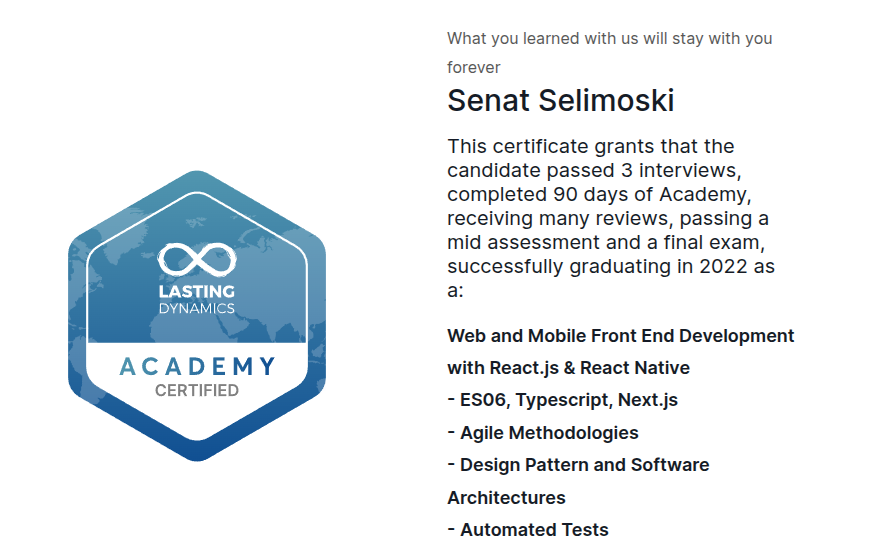 What you learned with us will stay with you
forever
Senat Selimoski
This certificate grants that the
candidate passed 3 interviews,
completed 90 days of Academy,
receiving many reviews, passing a
mid assessment and a final exam,
successfully graduating in 2022 as
a:
Web and Mobile Front End Development
with React.js & React Native
- ES06, Typescript, Next.js
- Agile Methodologies
- Design Pattern and Software
Architectures
- Automated Tests
LASTING
DYNAMICS
ACADEMY
CERTIFIED